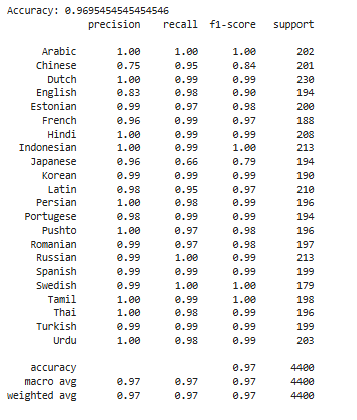 Accuracy: 0.9695454545454546
precision recall f1-score support
Arabic 1.00 1.00 1.00 202
Chinese 0.75 0.95 0.84 201
Dutch 1.00 0.99 0.99 230
English 0.83 0.98 0.90 194
Estonian 0.99 0.97 0.98 200
French 0.96 0.99 0.97 188
Hindi 1.00 0.99 0.99 208
Indonesian 1.00 0.99 1.00 213
Japanese 0.96 0.66 0.79 194
Korean 0.99 0.99 0.99 190
Latin 0.98 0.95 0.97 210
Persian 1.00 0.98 0.99 196
Portugese 0.98 0.99 0.99 194
Pushto 1.00 0.97 0.98 196
Romanian 0.99 0.97 0.98 197
Russian 0.99 1.00 0.99 213
Spanish 0.99 0.99 0.99 199
Swedish 0.99 1.00 1.00 179
Tamil 1.00 0.99 1.00 198
Thai 1.00 0.98 0.99 196
Turkish 0.99 0.99 0.99 199
Urdu 1.00 0.98 0.99 203
accuracy 0.97 4400
macro avg 0.97 0.97 0.97 4400
weighted avg 0.97 0.97 0.97 4400